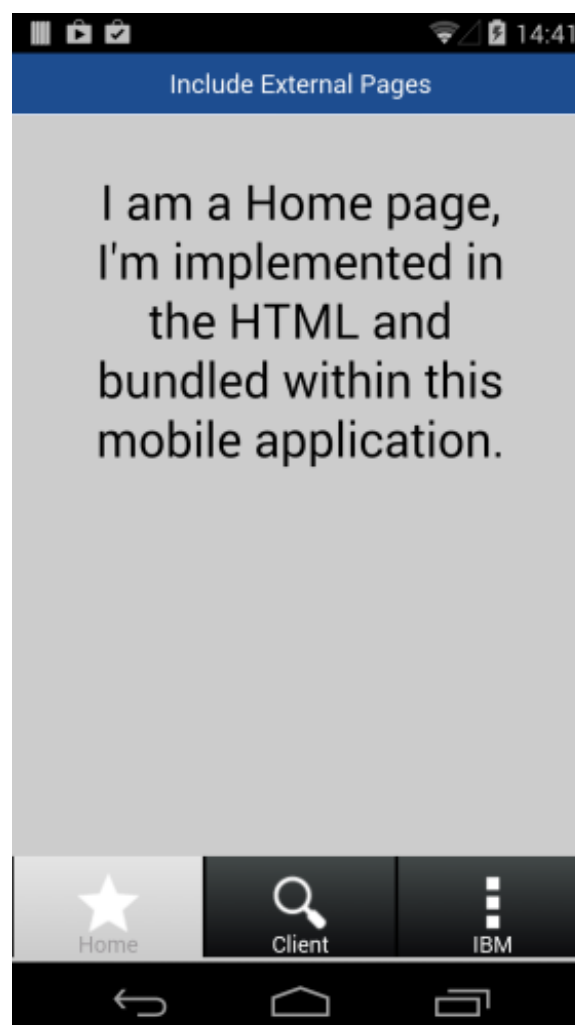 14:41
Include External Pages
I am a Home page,
I'm implemented in
the HTML and
bundled within this
mobile application.
Home
Client
IBM